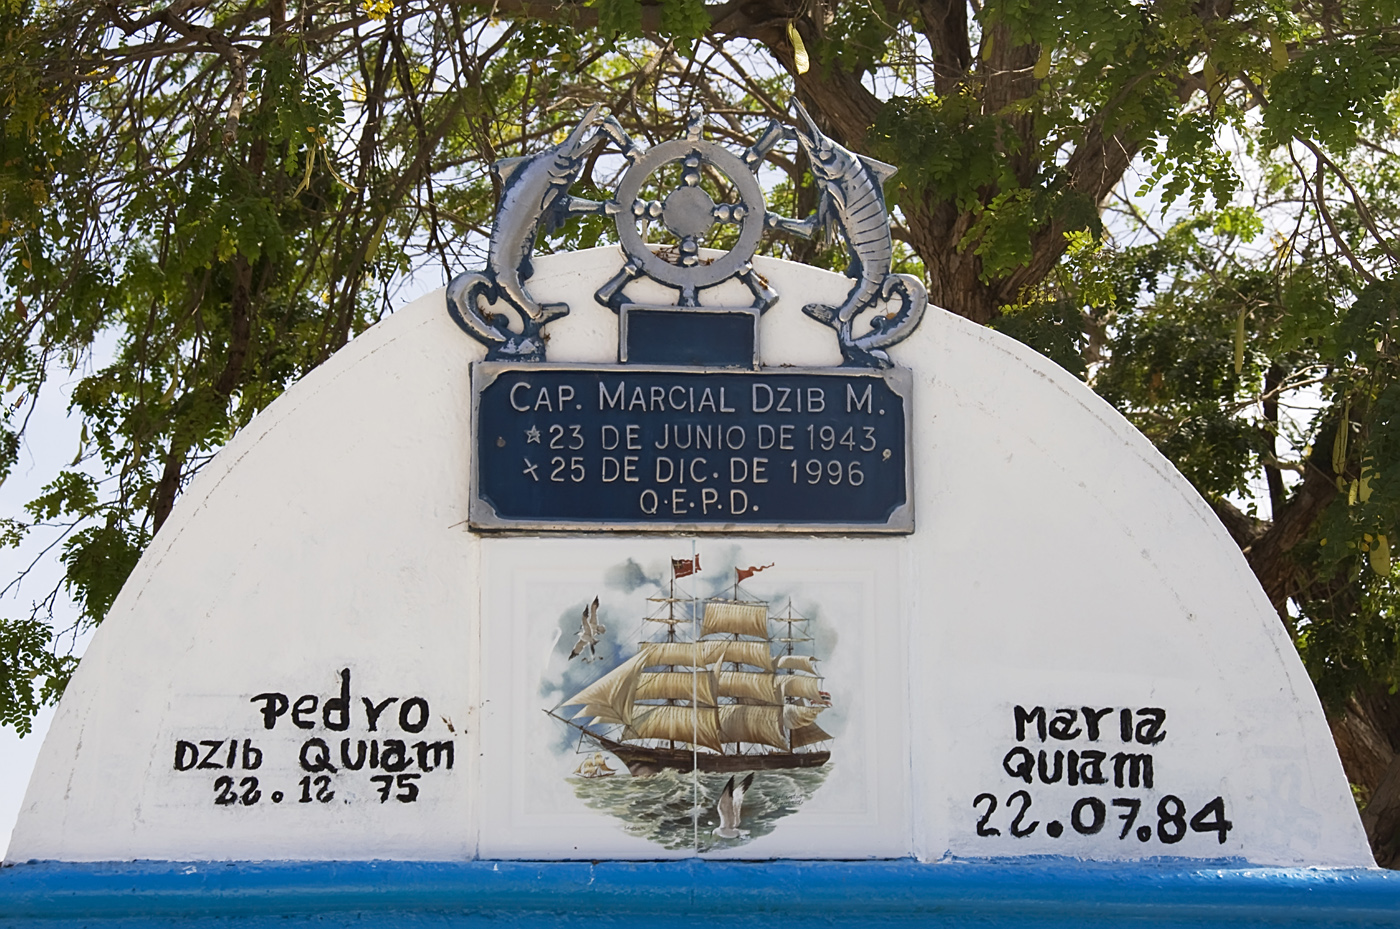 CAP. MARCIAL DZIB M.
☆ 23 DE JUNIO DE 1943
✕ 25 DE DIC. DE 1996
Q.E.P.D.
Pedro
DZIb QUIAM
22.12.75
MARIA
QUIAM
22.07.84